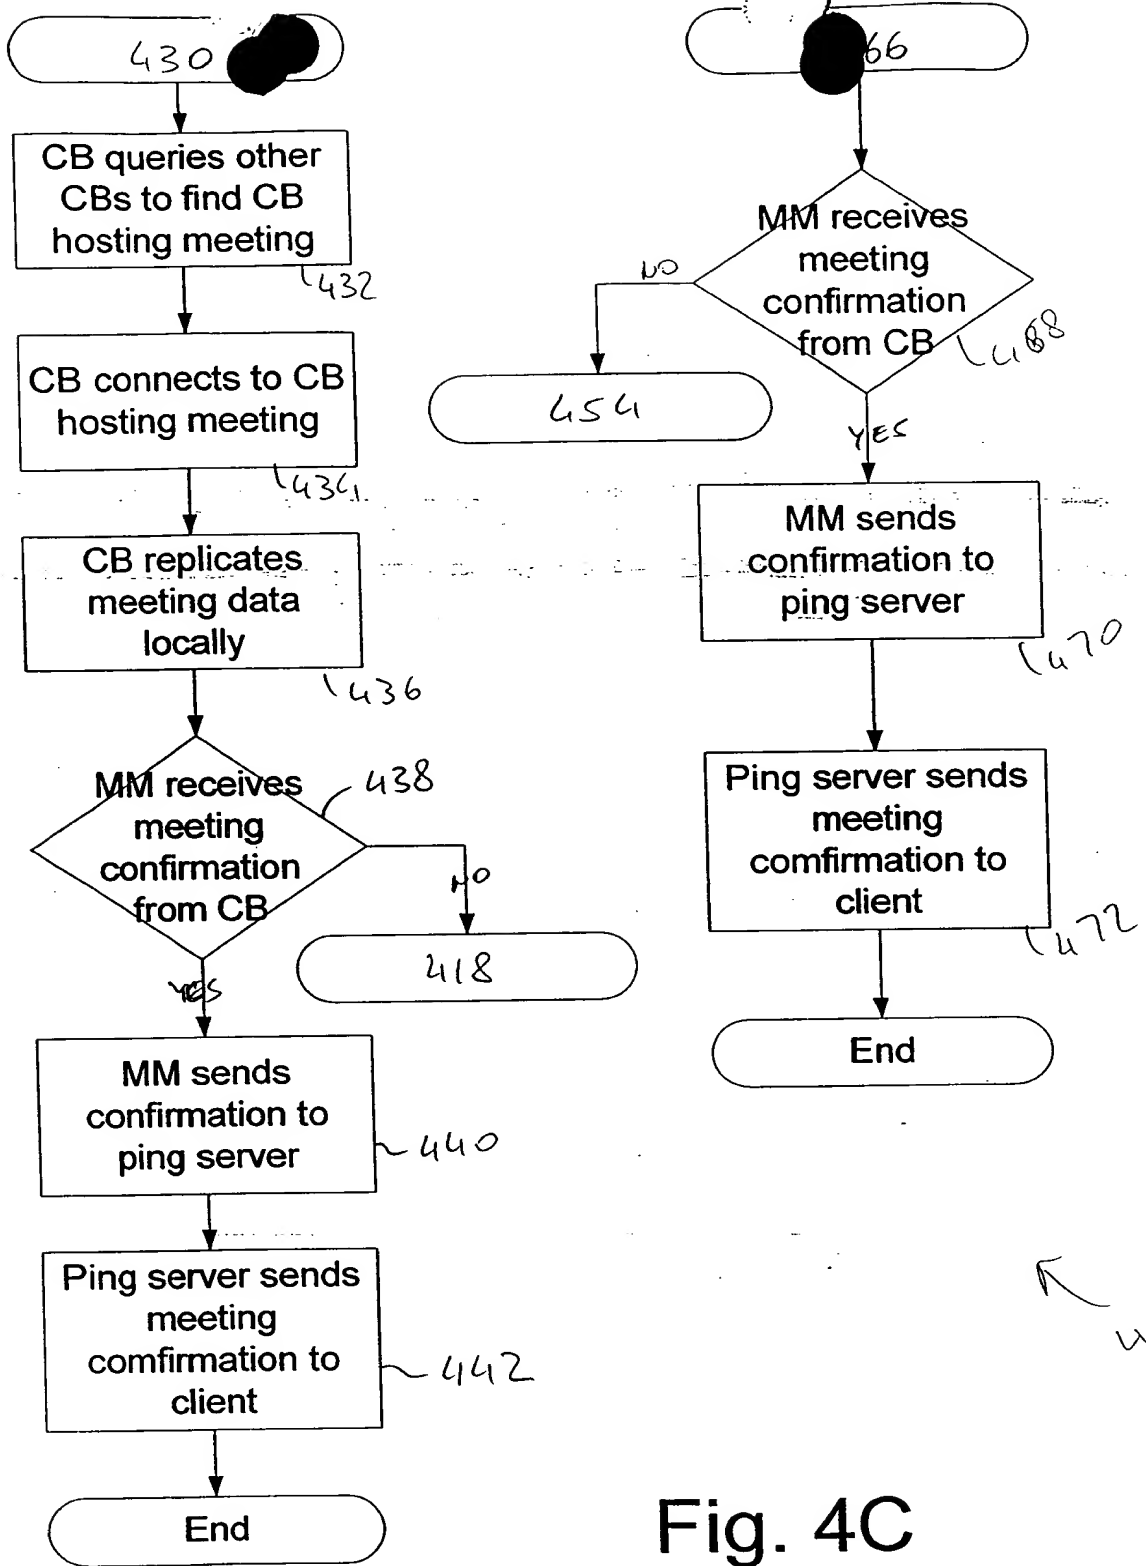 430
CB queries other
CBs to find CB
hosting meeting
432
CB connects to CB
hosting meeting
434
CB replicates
meeting data
locally
436
MM receives
meeting
confirmation
from CB
438
NO
418
YES
MM sends
confirmation to
ping server
440
Ping server sends
meeting
comfirmation to
client
442
End
66
MM receives
meeting
confirmation
from CB
468
NO
454
YES
MM sends
confirmation to
ping server
470
Ping server sends
meeting
comfirmation to
client
472
End
Fig. 4C